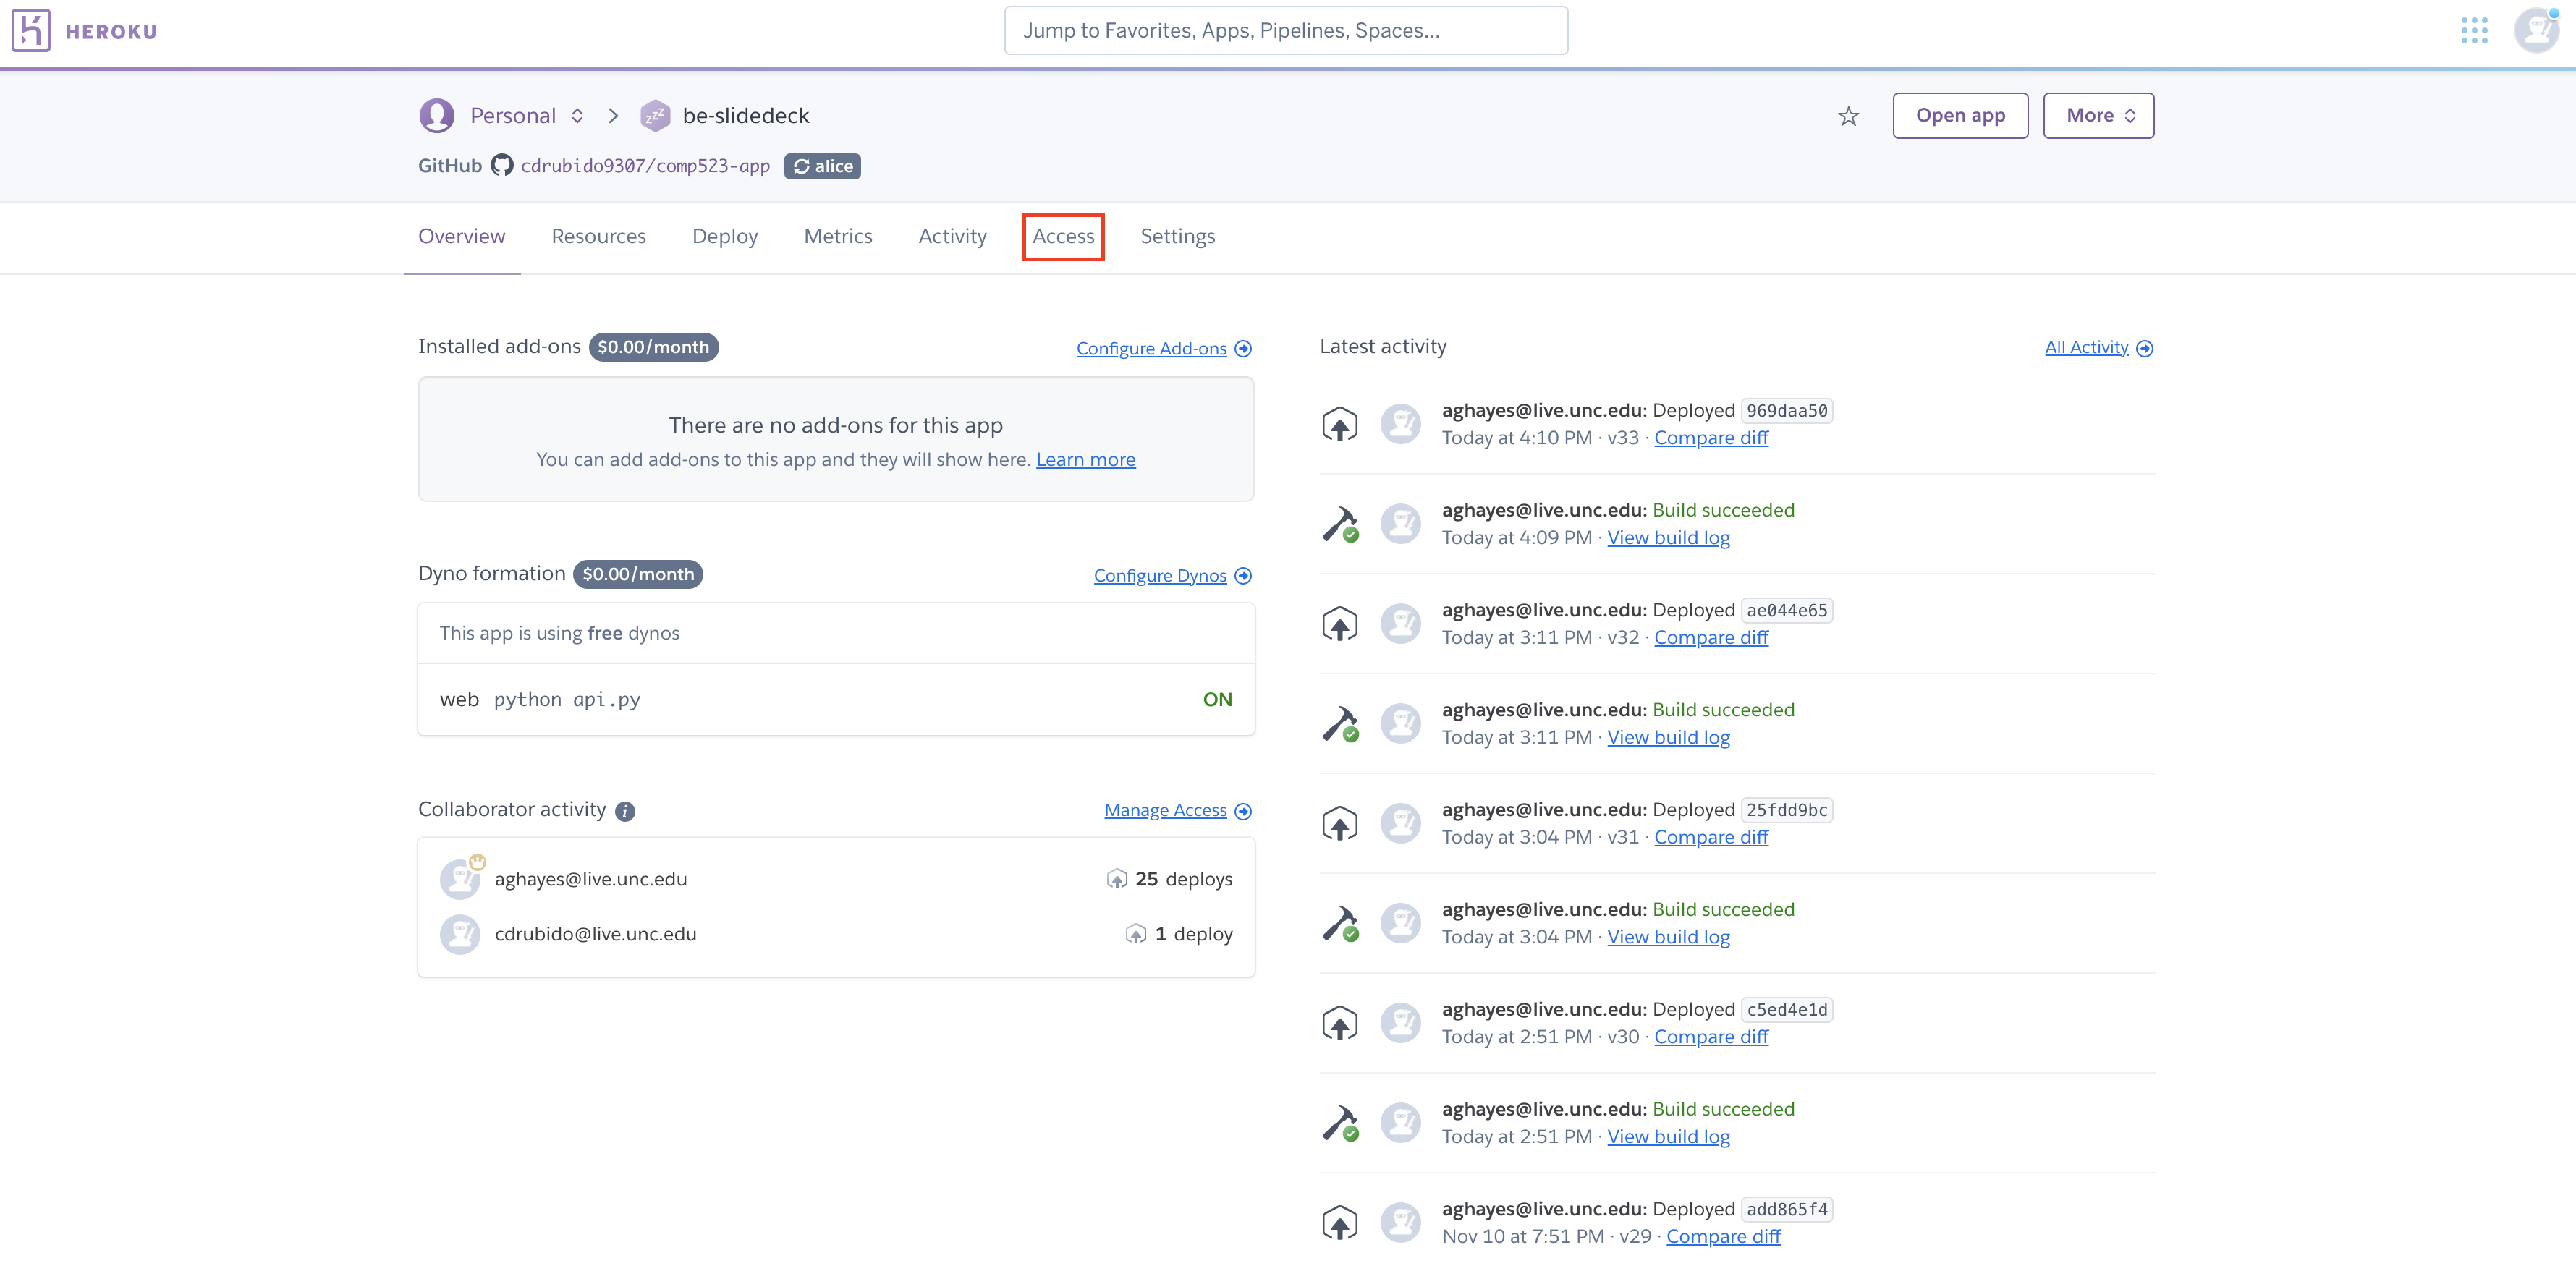 HEROKU
Jump to Favorites, Apps, Pipelines, Spaces...
Personal
be-slidedeck
Open app
More
GitHub cdrubido9307/comp523-app alice
Overview Resources Deploy Metrics Activity Access Settings
Installed add-ons $0.00/month
Configure Add-ons
There are no add-ons for this app
You can add add-ons to this app and they will show here. Learn more
Dyno formation $0.00/month
Configure Dynos
This app is using free dynos
web python api.py ON
Collaborator activity
Manage Access
aghayes@live.unc.edu 25 deploys
cdrubido@live.unc.edu 1 deploy
Latest activity
All Activity
aghayes@live.unc.edu: Deployed 969daa50
Today at 4:10 PM · v33 · Compare diff
aghayes@live.unc.edu: Build succeeded
Today at 4:09 PM · View build log
aghayes@live.unc.edu: Deployed ae044e65
Today at 3:11 PM · v32 · Compare diff
aghayes@live.unc.edu: Build succeeded
Today at 3:11 PM · View build log
aghayes@live.unc.edu: Deployed 25fdd9bc
Today at 3:04 PM · v31 · Compare diff
aghayes@live.unc.edu: Build succeeded
Today at 3:04 PM · View build log
aghayes@live.unc.edu: Deployed c5ed4e1d
Today at 2:51 PM · v30 · Compare diff
aghayes@live.unc.edu: Build succeeded
Today at 2:51 PM · View build log
aghayes@live.unc.edu: Deployed add865f4
Nov 10 at 7:51 PM · v29 · Compare diff